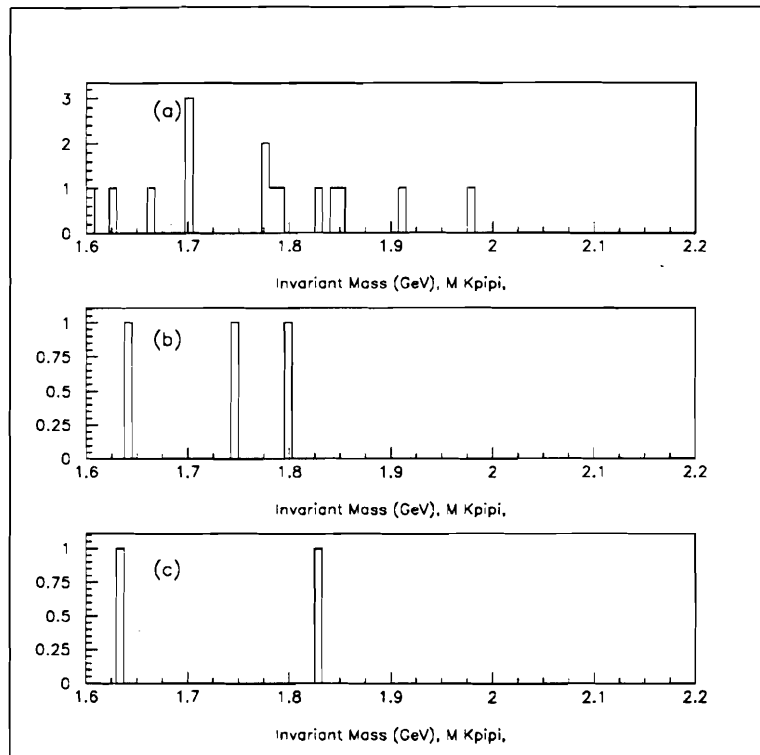 3
(a)
2
1
0
1.6 1.7 1.8 1.9 2 2.1 2.2
Invariant Mass (GeV), M Kpipi,
1
(b)
0.75
0.5
0.25
0
1.6 1.7 1.8 1.9 2 2.1 2.2
Invariant Mass (GeV), M Kpipi,
1
(c)
0.75
0.5
0.25
0
1.6 1.7 1.8 1.9 2 2.1 2.2
Invariant Mass (GeV), M Kpipi,